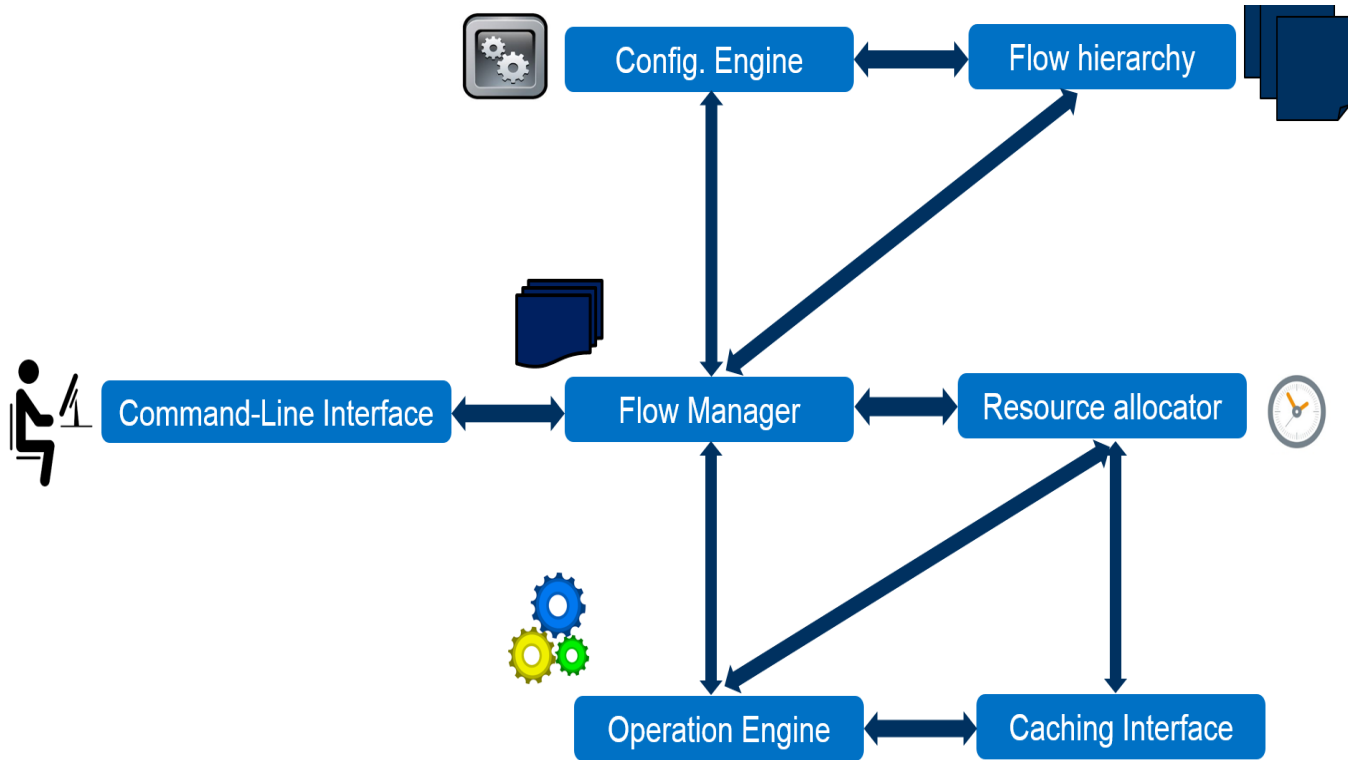 Config. Engine
Flow hierarchy
Command-Line Interface
Flow Manager
Resource allocator
Operation Engine
Caching Interface